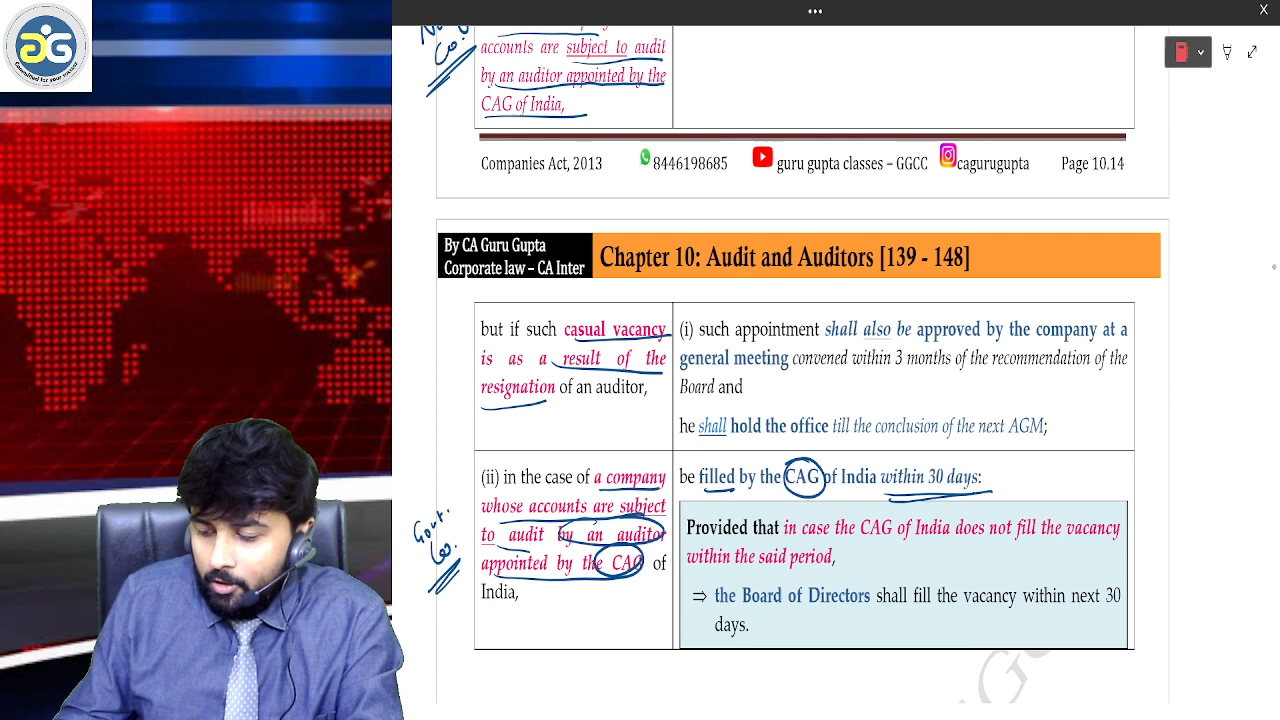 accounts are subject to audit
by an auditor appointed by the
CAG of India,
Companies Act, 2013 8446198685 guru gupta classes – GGCC cagurugupta Page 10.14
By CA Guru Gupta
Corporate law – CA Inter
Chapter 10: Audit and Auditors [139 - 148]
but if such casual vacancy
is as a result of the
resignation of an auditor,
(i) such appointment shall also be approved by the company at a
general meeting convened within 3 months of the recommendation of the
Board and
he shall hold the office till the conclusion of the next AGM;
(ii) in the case of a company
whose accounts are subject
to audit by an auditor
appointed by the CAG of
India,
Govt.
Co.
be filled by the CAG of India within 30 days:
Provided that in case the CAG of India does not fill the vacancy
within the said period,
⇒ the Board of Directors shall fill the vacancy within next 30
days.